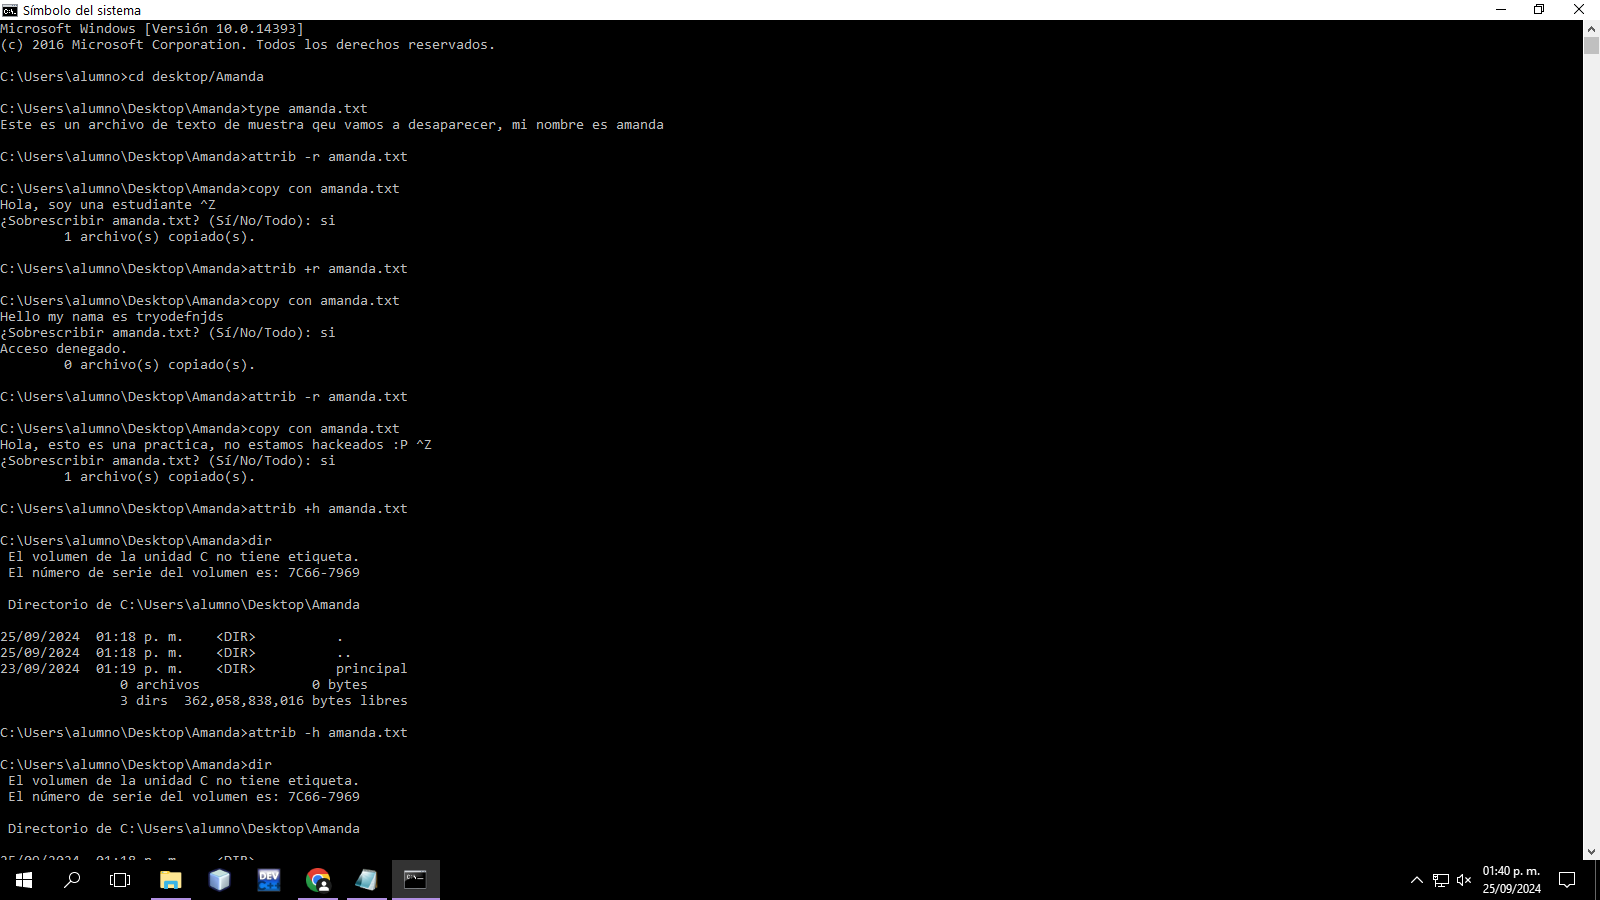 Símbolo del sistema
Microsoft Windows [Versión 10.0.14393]
(c) 2016 Microsoft Corporation. Todos los derechos reservados.
C:\Users\alumno>cd desktop/Amanda
C:\Users\alumno\Desktop\Amanda>type amanda.txt
Este es un archivo de texto de muestra qeu vamos a desaparecer, mi nombre es amanda
C:\Users\alumno\Desktop\Amanda>attrib -r amanda.txt
C:\Users\alumno\Desktop\Amanda>copy con amanda.txt
Hola, soy una estudiante ^Z
¿Sobrescribir amanda.txt? (Sí/No/Todo): si
        1 archivo(s) copiado(s).
C:\Users\alumno\Desktop\Amanda>attrib +r amanda.txt
C:\Users\alumno\Desktop\Amanda>copy con amanda.txt
Hello my nama es tryodefnjds
¿Sobrescribir amanda.txt? (Sí/No/Todo): si
Acceso denegado.
        0 archivo(s) copiado(s).
C:\Users\alumno\Desktop\Amanda>attrib -r amanda.txt
C:\Users\alumno\Desktop\Amanda>copy con amanda.txt
Hola, esto es una practica, no estamos hackeados :P ^Z
¿Sobrescribir amanda.txt? (Sí/No/Todo): si
        1 archivo(s) copiado(s).
C:\Users\alumno\Desktop\Amanda>attrib +h amanda.txt
C:\Users\alumno\Desktop\Amanda>dir
 El volumen de la unidad C no tiene etiqueta.
 El número de serie del volumen es: 7C66-7969
 Directorio de C:\Users\alumno\Desktop\Amanda
25/09/2024  01:18 p. m.    <DIR>          .
25/09/2024  01:18 p. m.    <DIR>          ..
23/09/2024  01:19 p. m.    <DIR>          principal
               0 archivos              0 bytes
               3 dirs  362,058,838,016 bytes libres
C:\Users\alumno\Desktop\Amanda>attrib -h amanda.txt
C:\Users\alumno\Desktop\Amanda>dir
 El volumen de la unidad C no tiene etiqueta.
 El número de serie del volumen es: 7C66-7969
 Directorio de C:\Users\alumno\Desktop\Amanda
25/09/2024  01:18 p. m.    <DIR>
DEV
01:40 p. m.
25/09/2024